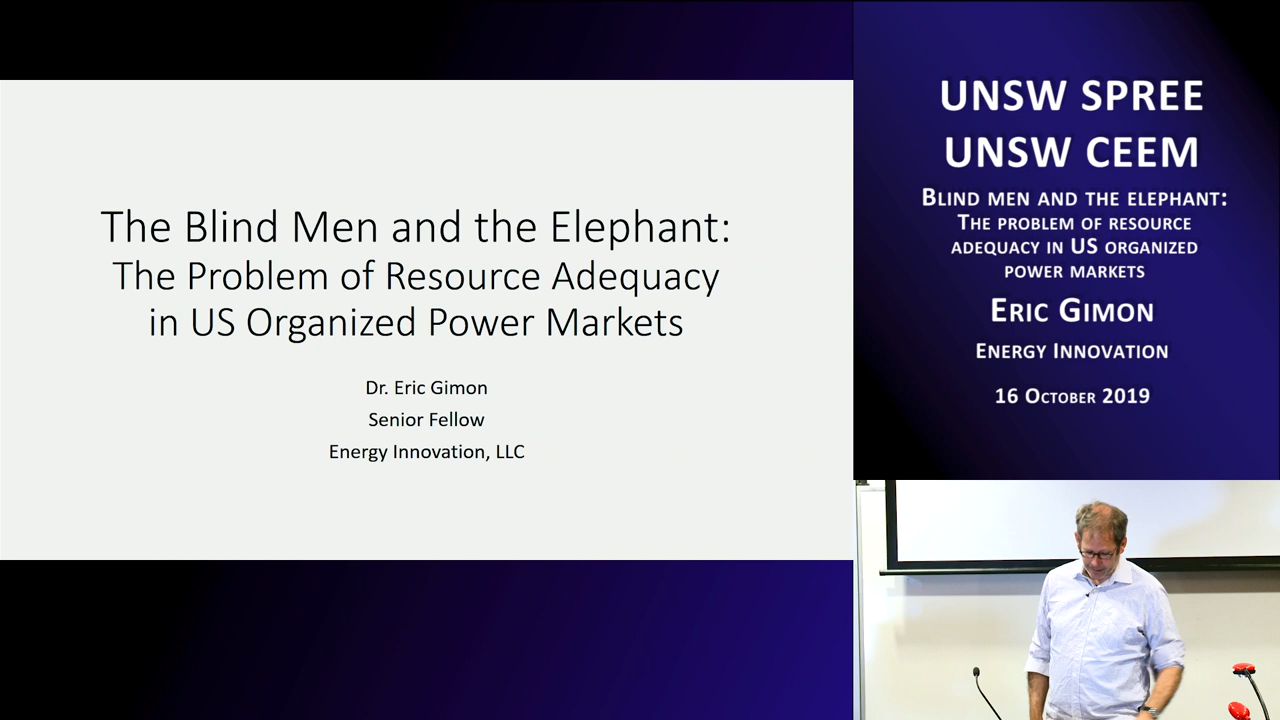 The Blind Men and the Elephant:
The Problem of Resource Adequacy
in US Organized Power Markets
Dr. Eric Gimon
Senior Fellow
Energy Innovation, LLC
UNSW SPREE
UNSW CEEM
Blind men and the elephant:
The problem of resource
adequacy in US organized
power markets
Eric Gimon
Energy Innovation
16 October 2019